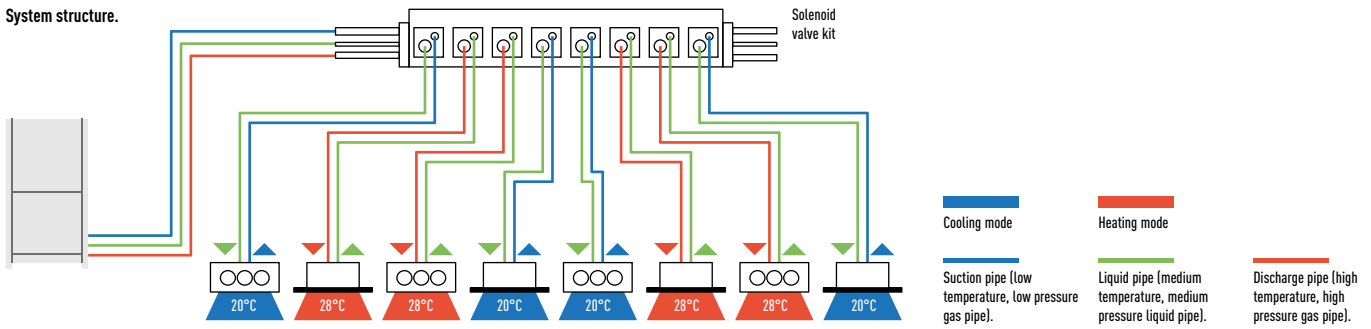 System structure.
Solenoid
valve kit
20°C
28°C
28°C
20°C
20°C
28°C
28°C
20°C
Cooling mode
Heating mode
Suction pipe (low
temperature, low pressure
gas pipe).
Liquid pipe (medium
temperature, medium
pressure liquid pipe).
Discharge pipe (high
temperature, high
pressure gas pipe).